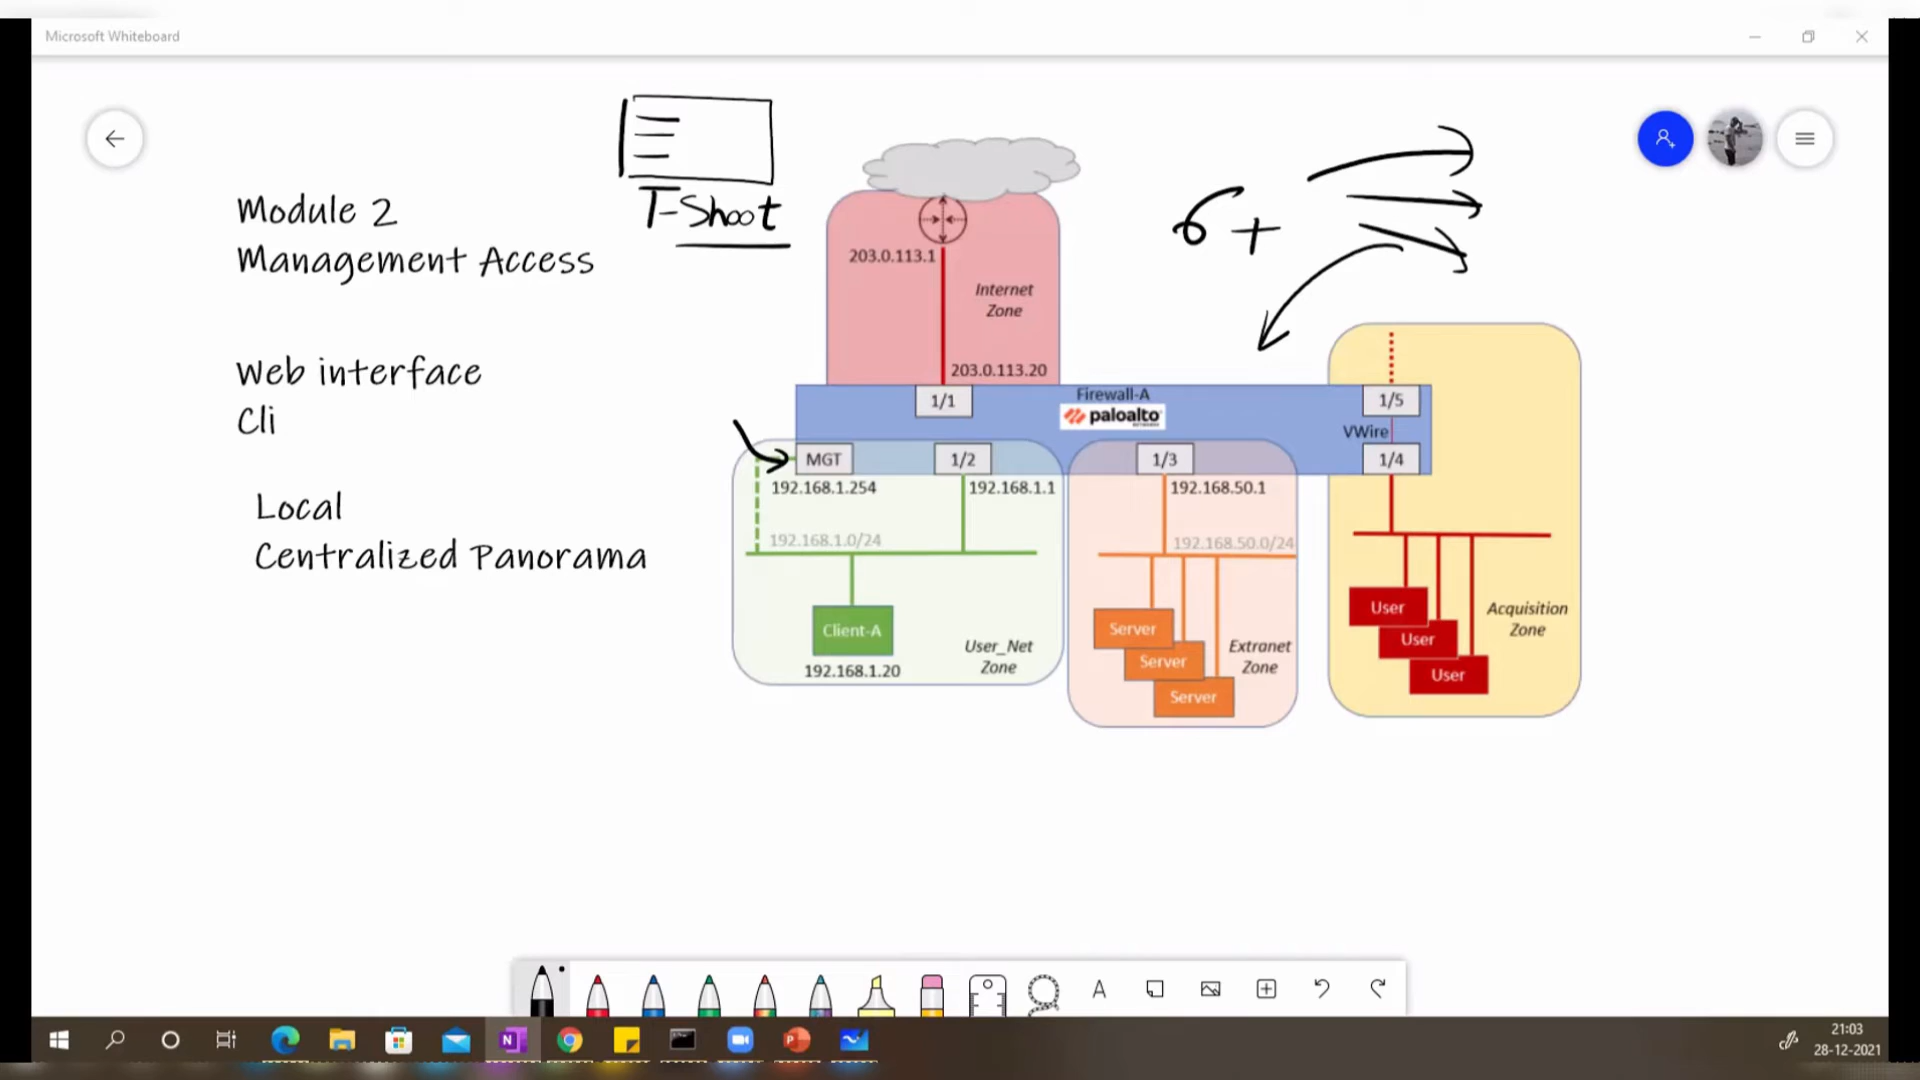 Microsoft Whiteboard
T-Shoot
Module 2
Management Access
6 +
203.0.113.1
Internet
Zone
Web interface
Cli
203.0.113.20
Firewall-A
1/1
paloalto
NETWORKS
1/5
VWire
MGT
1/2
1/3
1/4
192.168.1.254
192.168.1.1
192.168.50.1
Local
Centralized Panorama
192.168.1.0/24
192.168.50.0/24
Client-A
192.168.1.20
User_Net
Zone
Server
Server
Server
Extranet
Zone
User
User
User
Acquisition
Zone
21:03
28-12-2021